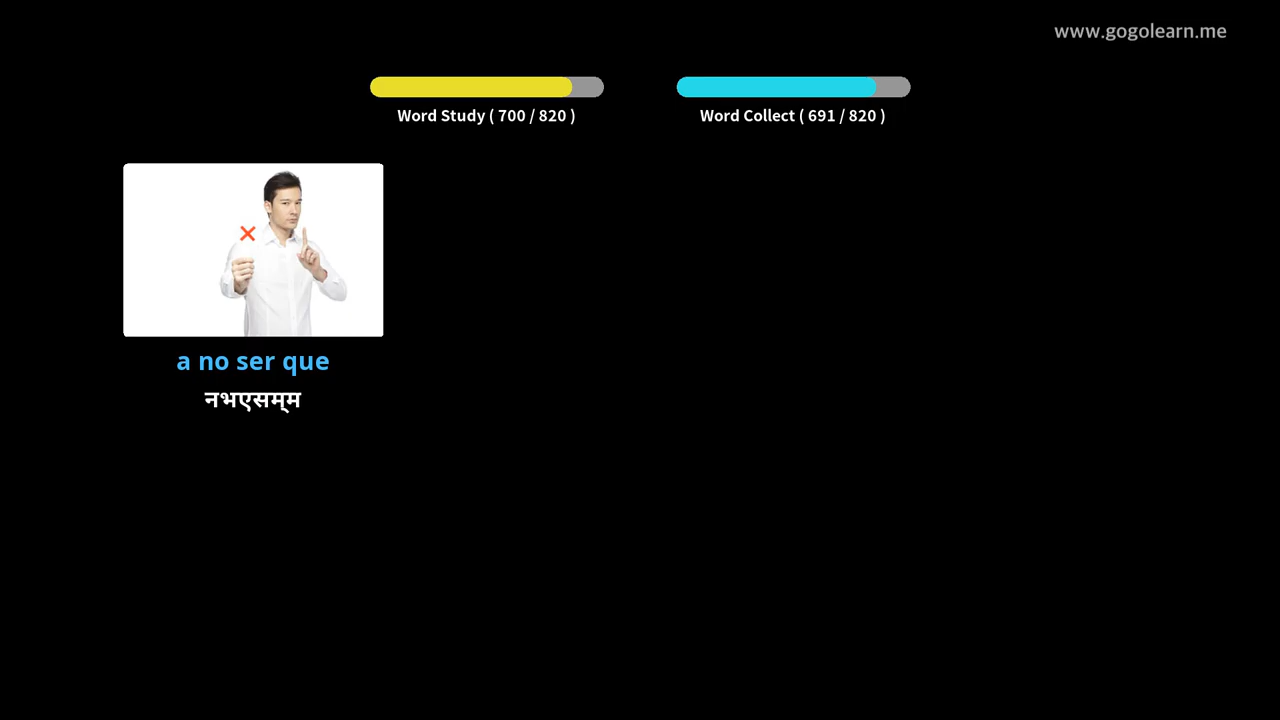 www.gogolearn.me
Word Study ( 700 / 820 )
Word Collect ( 691 / 820 )
a no ser que
नभएसम्म